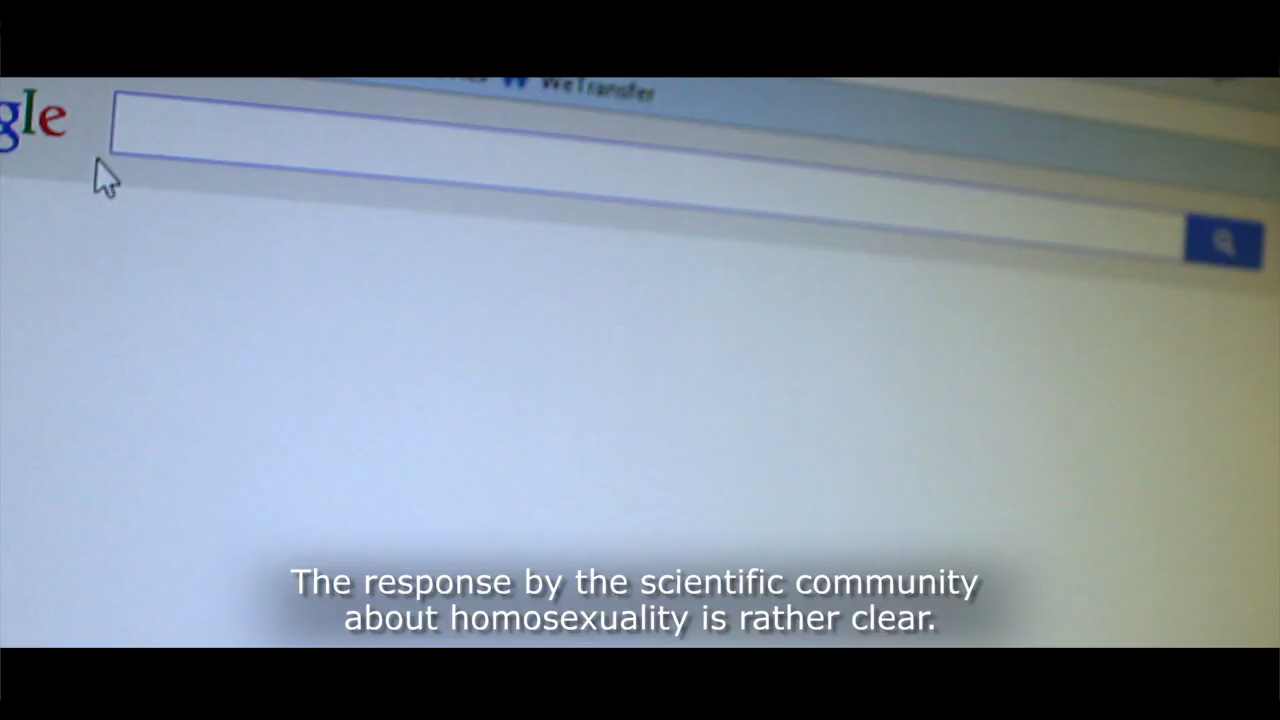 WeTransfer
gle
The response by the scientific community
about homosexuality is rather clear.